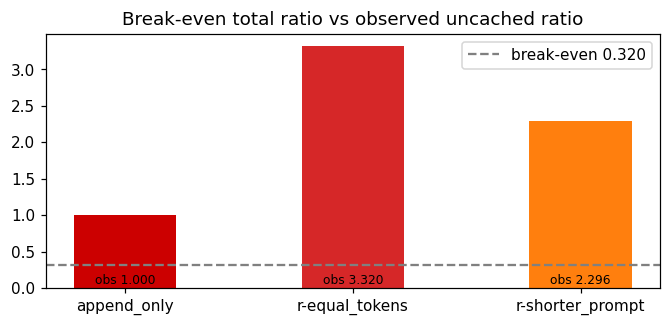 Break-even total ratio vs observed uncached ratio
break-even 0.320
3.0
2.5
2.0
1.5
1.0
0.5
0.0
obs 1.000
obs 3.320
obs 2.296
append_only
r-equal_tokens
r-shorter_prompt